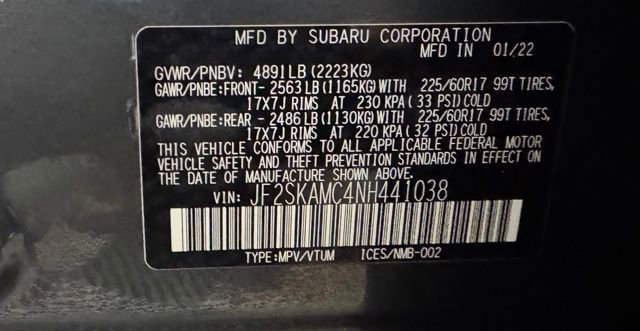 MFD BY SUBARU CORPORATION
MFD IN 01/22
GVWR/PNBV: 4891LB(2223KG)
GAWR/PNBE:FRONT- 2563LB(1165KG)WITH 225/60R17 99T TIRES,
17X7J RIMS AT 230 KPA(33 PSI)COLD
GAWR/PNBE:REAR - 2486LB(1130KG)WITH 225/60R17 99T TIRES,
17X7J RIMS AT 220 KPA(32 PSI)COLD
THIS VEHICLE CONFORMS TO ALL APPLICABLE FEDERAL MOTOR
VEHICLE SAFETY AND THEFT PREVENTION STANDARDS IN EFFECT ON
THE DATE OF MANUFACTURE SHOWN ABOVE.
VIN: JF2SKAMC4NH441038
TYPE:MPV/VTUM ICES/NMB-002